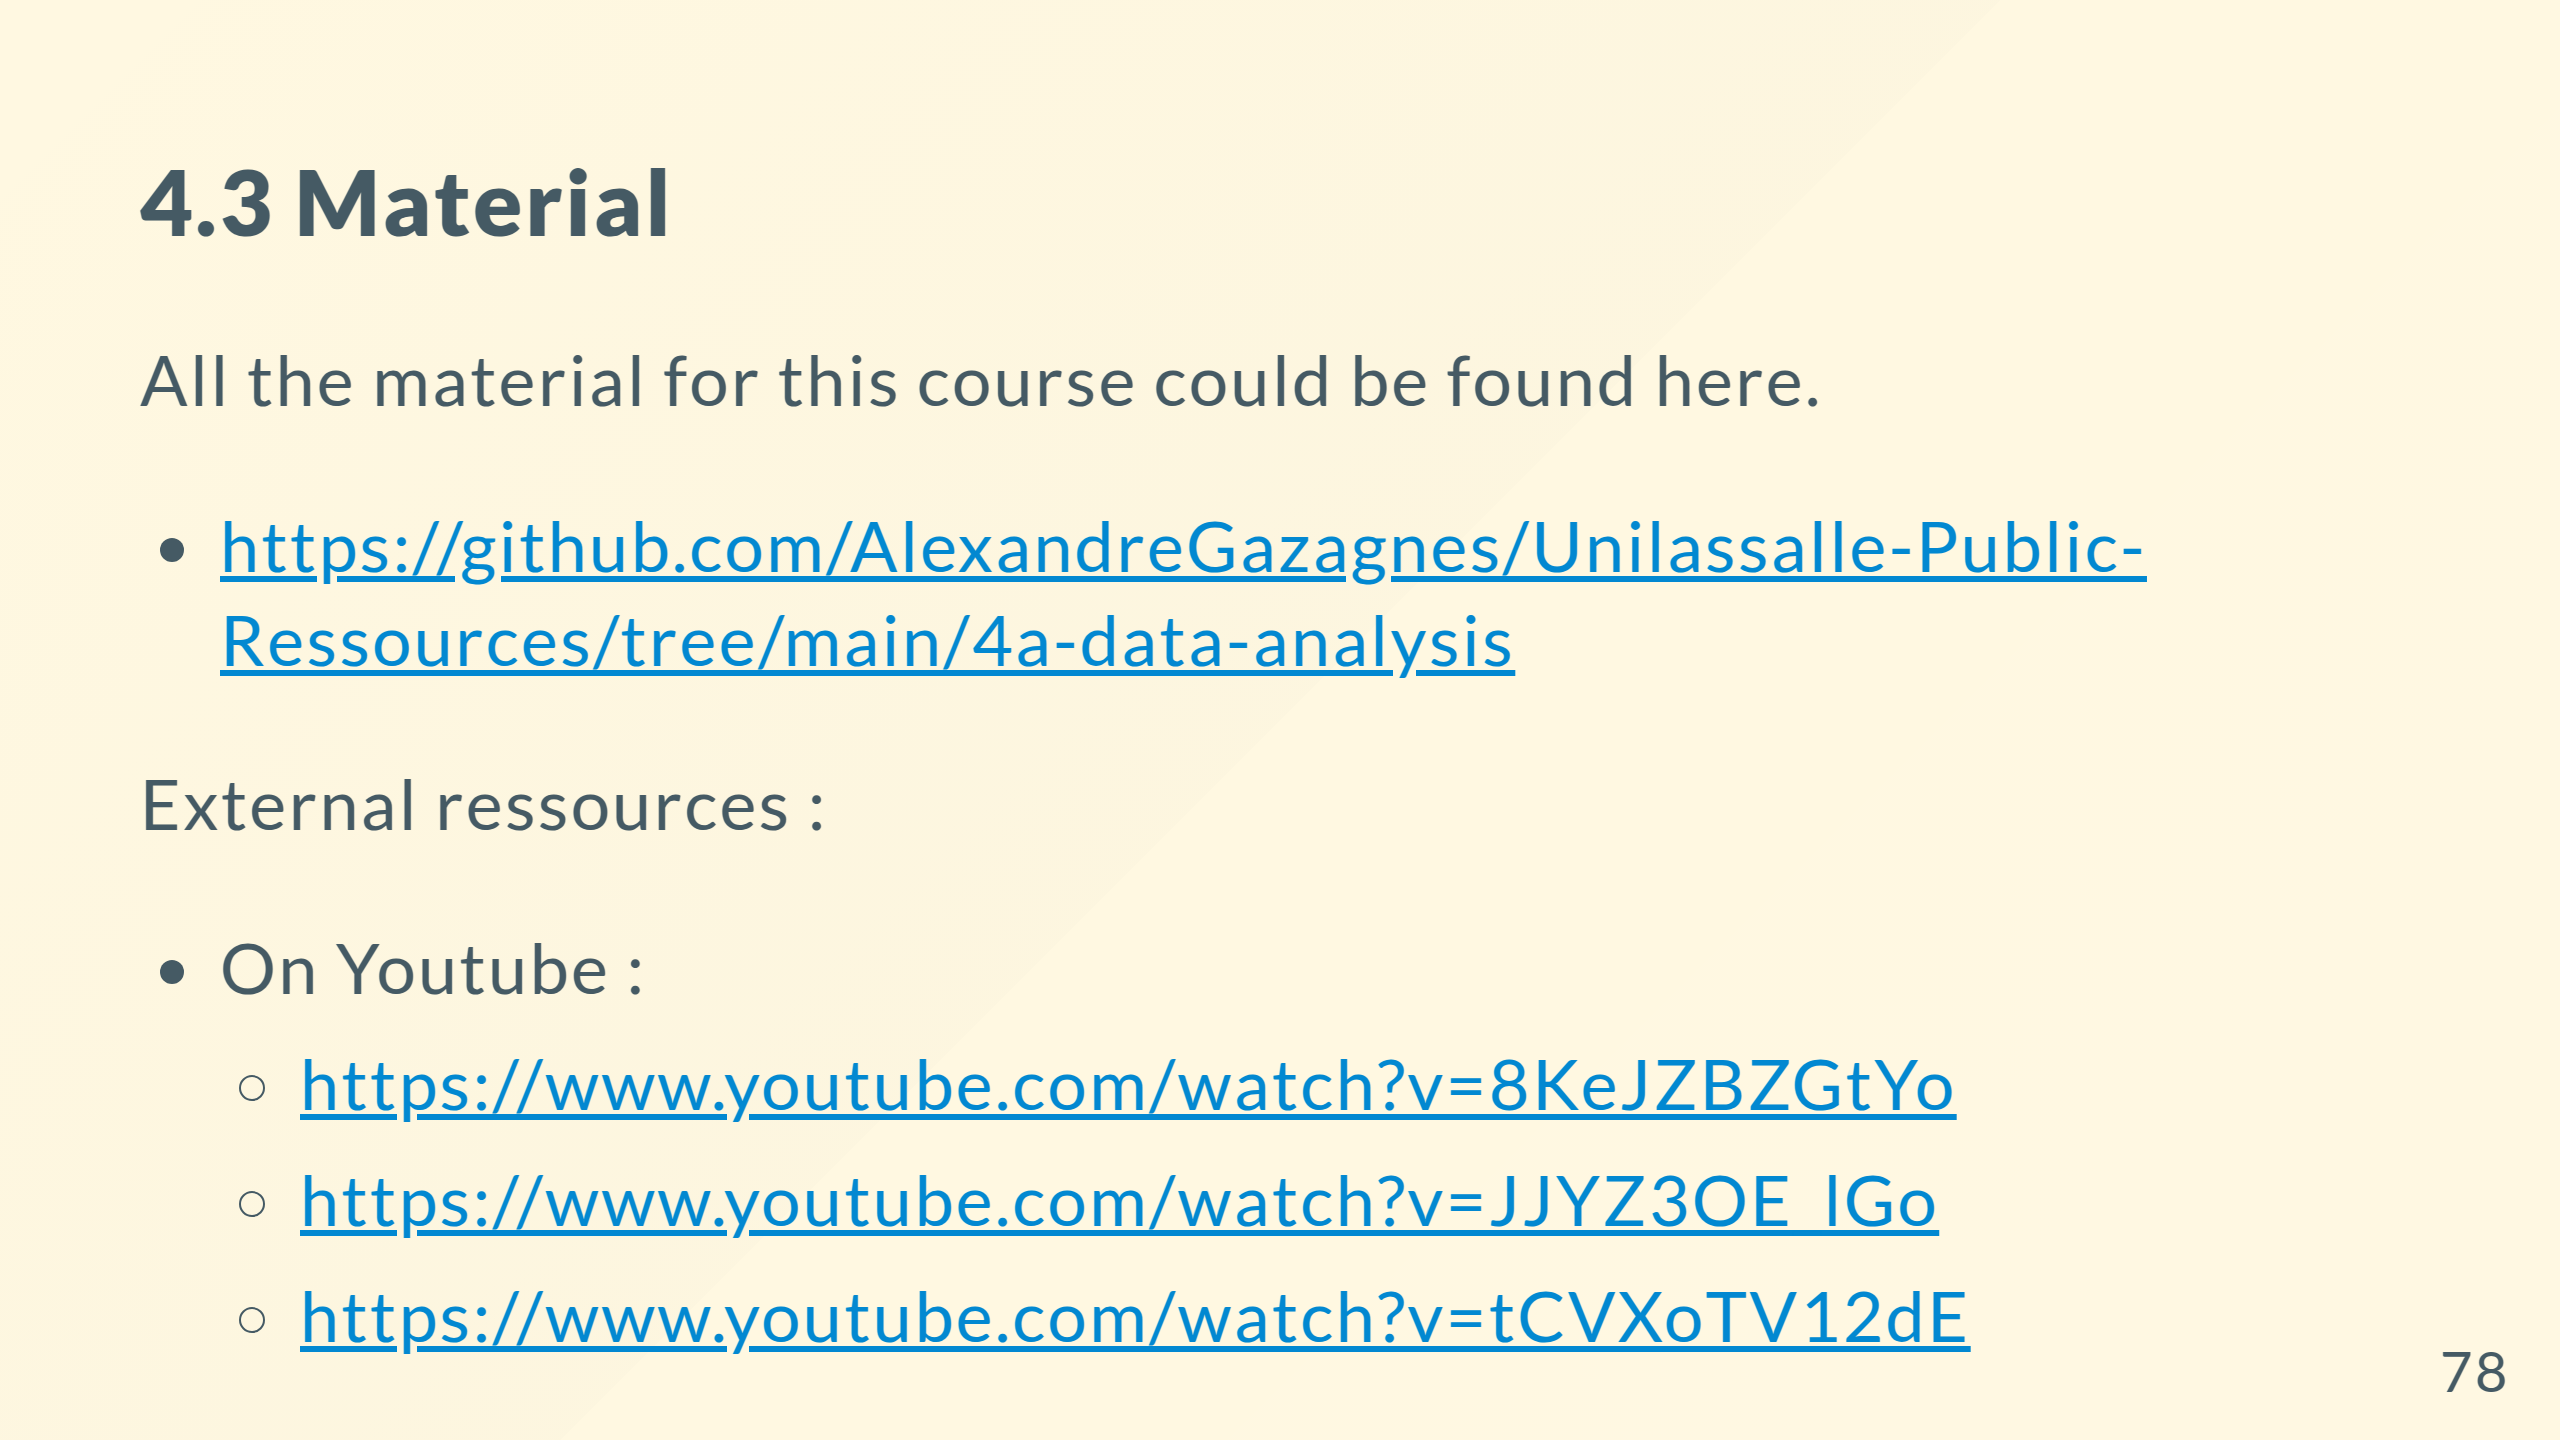 4.3 Material
All the material for this course could be found here.
• https://github.com/AlexandreGazagnes/Unilassalle-Public-
Ressources/tree/main/4a-data-analysis
External ressources :
• On Youtube :
○ https://www.youtube.com/watch?v=8KeJZBZGtYo
○ https://www.youtube.com/watch?v=JJYZ3OE_lGo
○ https://www.youtube.com/watch?v=tCVXoTV12dE
78